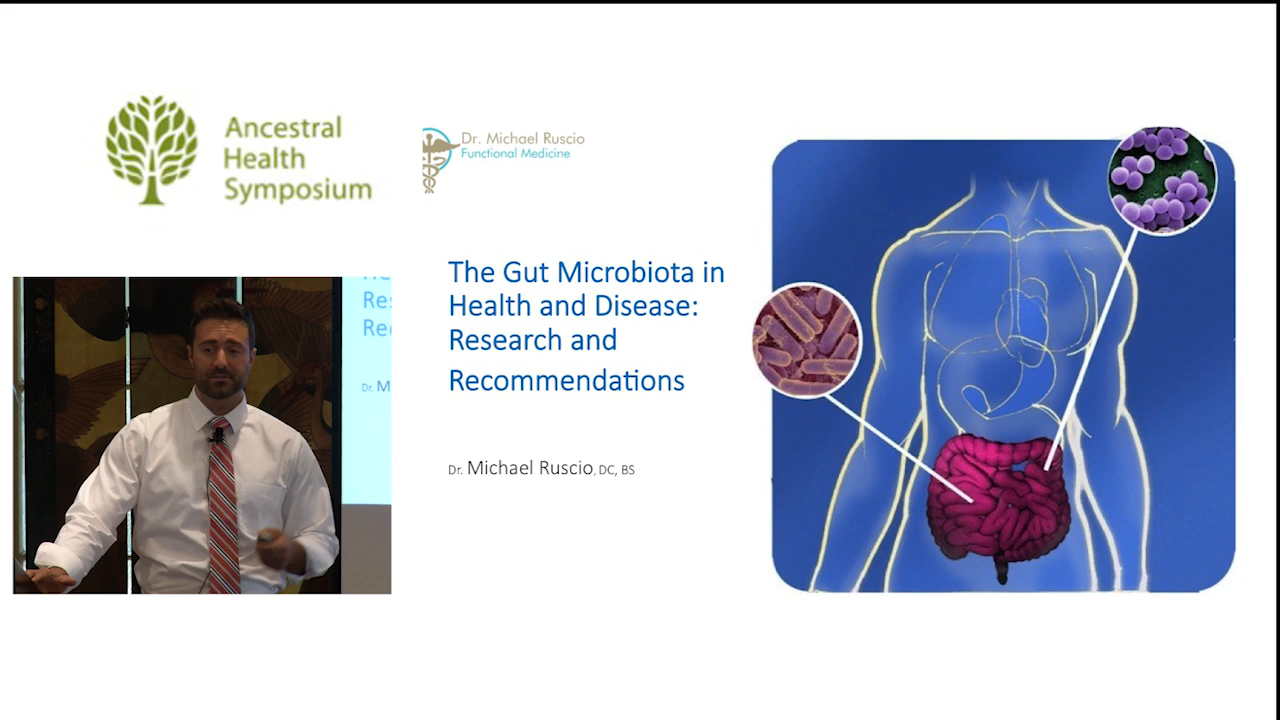 Ancestral
Health
Symposium
Dr. Michael Ruscio
Functional Medicine
The Gut Microbiota in
Health and Disease:
Research and
Recommendations
Dr. Michael Ruscio, DC, BS
Dr. M